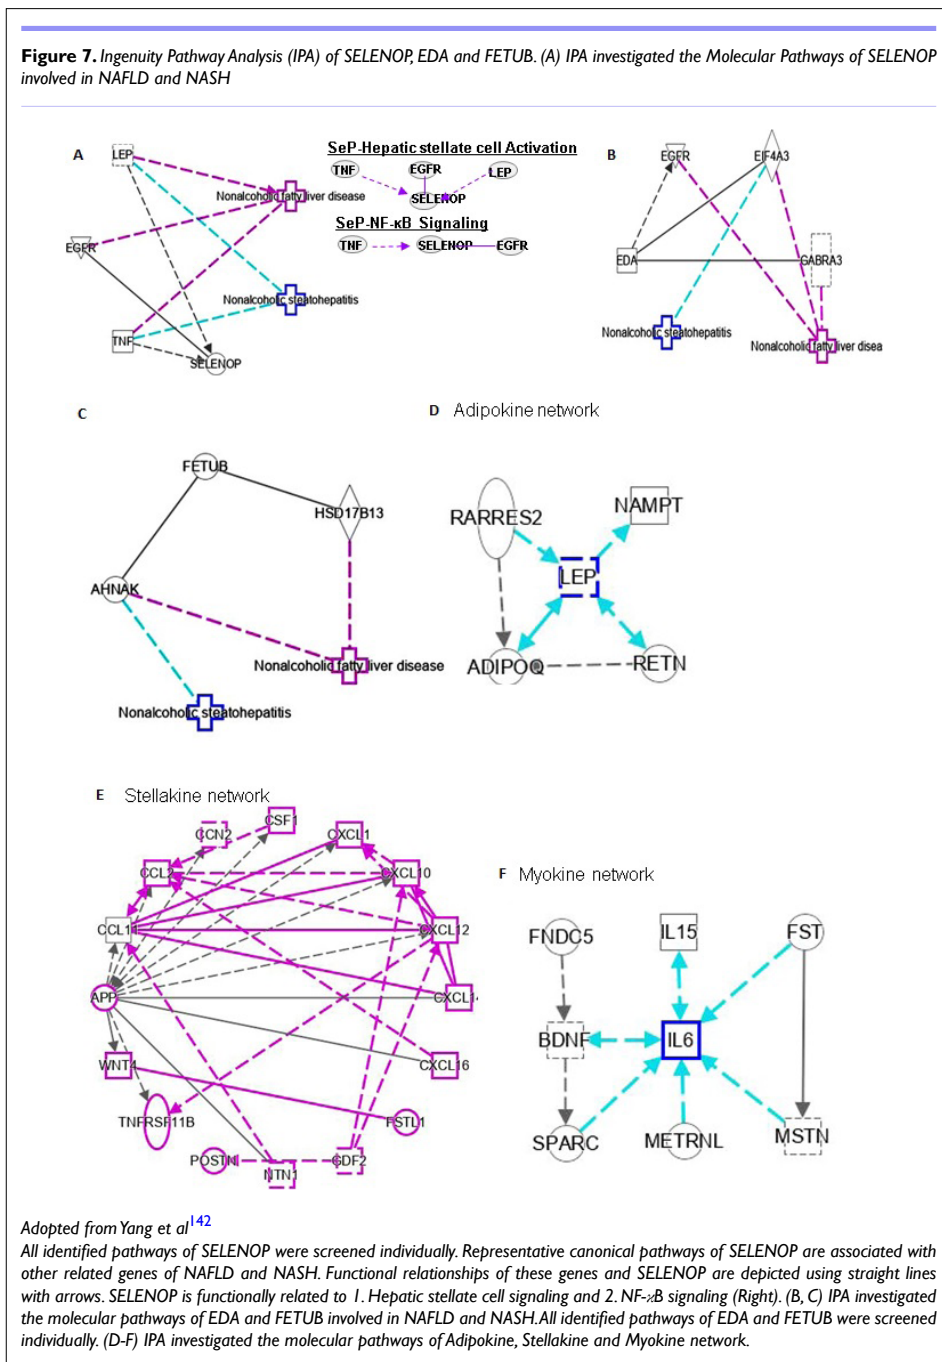 Figure 7. Ingenuity Pathway Analysis (IPA) of SELENOP, EDA and FETUB. (A) IPA investigated the Molecular Pathways of SELENOP
involved in NAFLD and NASH
A
LEP
Nonalcoholic fatty liver disease
EGFR
Nonalcoholic steatohepatitis
TNF
SELENOP
SeP-Hepatic stellate cell Activation
TNF
EGFR
LEP
SELENOP
SeP-NF-κB Signaling
TNF
SELENOP
EGFR
B
EGFR
EIF4A3
EDA
GABRA3
Nonalcoholic steatohepatitis
Nonalcoholic fatty liver disea
C
FETUB
HSD17B13
AHNAK
Nonalcoholic fatty liver disease
Nonalcoholic steatohepatitis
D Adipokine network
RARRES2
NAMPT
LEP
ADIPOQ
RETN
E Stellakine network
CSF1
CCN2
CXCL1
CCL2
CXCL10
CCL11
CXCL12
APP
CXCL14
WNT4
CXCL16
TNFRSF11B
FSTL1
POSTN
NTN1
GDF2
F Myokine network
FNDC5
IL15
FST
BDNF
IL6
SPARC
METRNL
MSTN
Adopted from Yang et al142
All identified pathways of SELENOP were screened individually. Representative canonical pathways of SELENOP are associated with
other related genes of NAFLD and NASH. Functional relationships of these genes and SELENOP are depicted using straight lines
with arrows. SELENOP is functionally related to 1. Hepatic stellate cell signaling and 2. NF-ϰB signaling (Right). (B, C) IPA investigated
the molecular pathways of EDA and FETUB involved in NAFLD and NASH. All identified pathways of EDA and FETUB were screened
individually. (D-F) IPA investigated the molecular pathways of Adipokine, Stellakine and Myokine network.